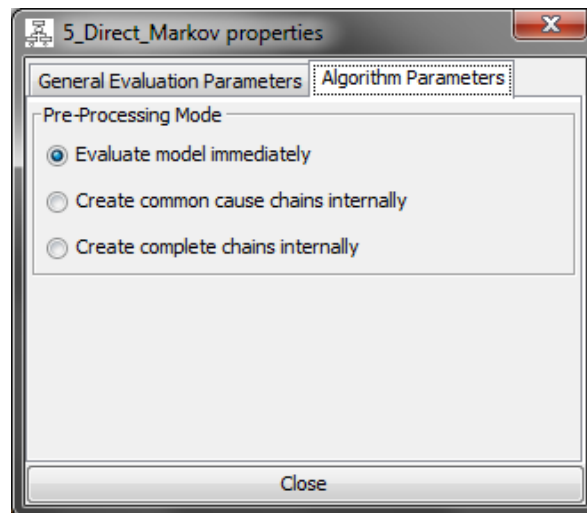 5_Direct_Markov properties
General Evaluation Parameters Algorithm Parameters
Pre-Processing Mode
Evaluate model immediately
Create common cause chains internally
Create complete chains internally
Close